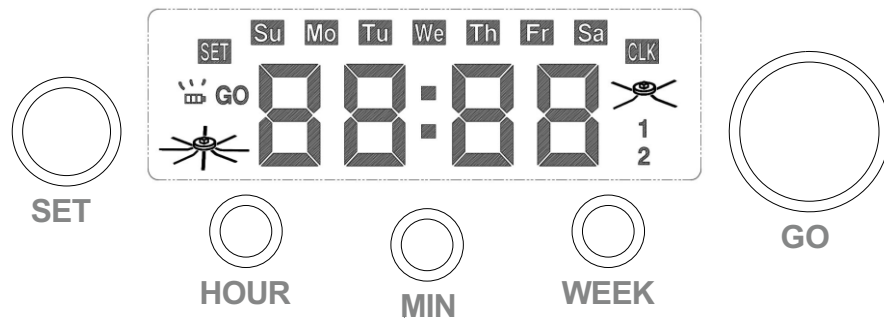 Su Mo Tu We Th Fr Sa
SET CLK
GO 88:88
1
2
SET
HOUR
MIN
WEEK
GO